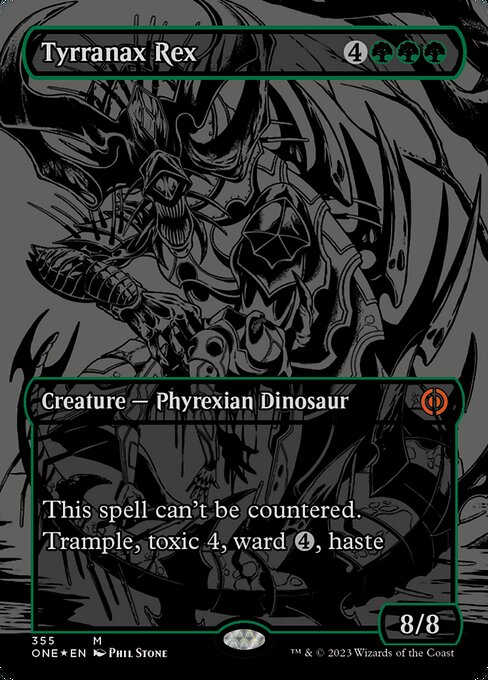 Tyrranax Rex 4
Creature — Phyrexian Dinosaur
This spell can't be countered.
Trample, toxic 4, ward 4, haste
8/8
355 M
ONE★EN PHIL STONE
™ & © 2023 Wizards of the Coast